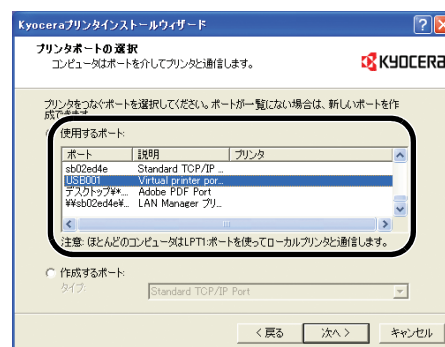 Kyoceraプリンタインストールウィザード
プリンタポートの選択
コンピュータはポートを介してプリンタと通信します。
KYOCERA
プリンタをつなぐポートを選択してください。ポートが一覧にない場合は、新しいポートを作
成できます
使用するポート:
ポート 説明 プリンタ
sb02ed4e Standard TCP/IP ...
USB001 Virtual printer por...
デスクトップ¥*... Adobe PDF Port
¥¥sb02ed4e¥... LAN Manager プリ...
注意: ほとんどのコンピュータはLPT1:ポートを使ってローカルプリンタと通信します。
作成するポート:
タイプ: Standard TCP/IP Port
< 戻る 次へ > キャンセル